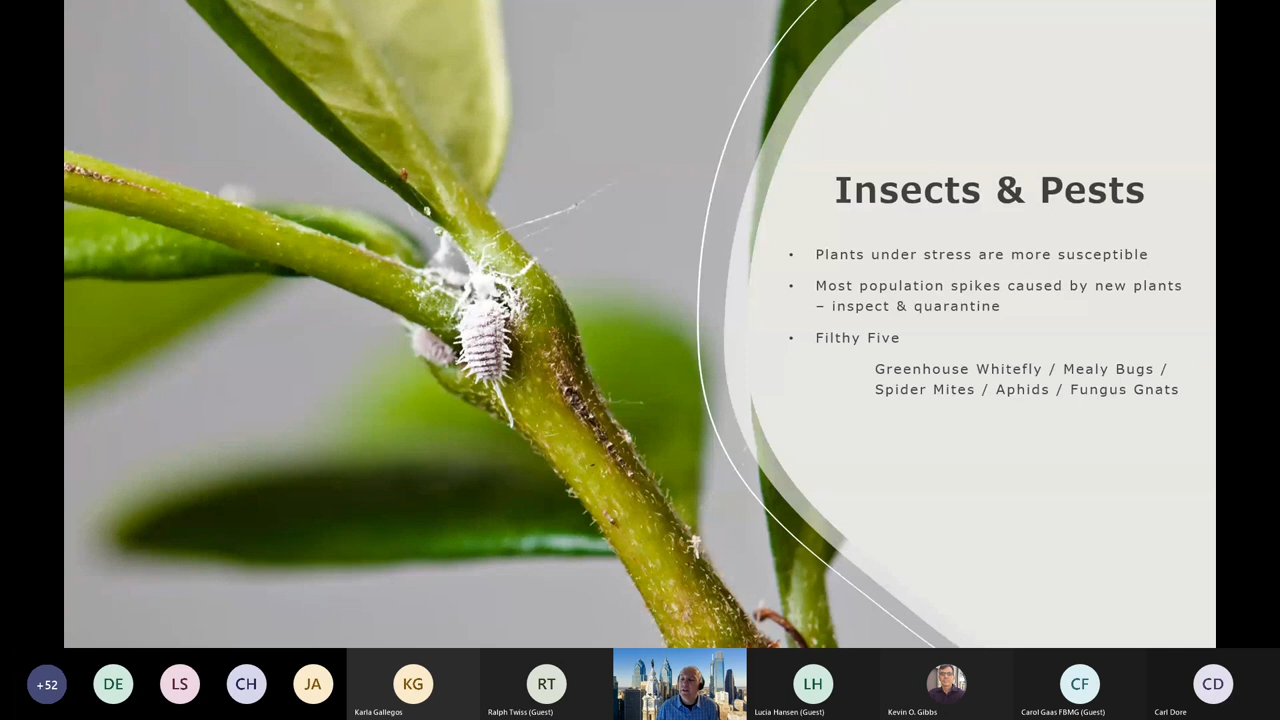 Insects & Pests
• Plants under stress are more susceptible
• Most population spikes caused by new plants
– inspect & quarantine
• Filthy Five
Greenhouse Whitefly / Mealy Bugs /
Spider Mites / Aphids / Fungus Gnats
+52
DE
LS
CH
JA
KG
Karla Gallegos
RT
Ralph Twiss (Guest)
LH
Lucia Hansen (Guest)
Kevin O. Gibbs
CF
Carol Gaas FBMG (Guest)
CD
Carl Dore